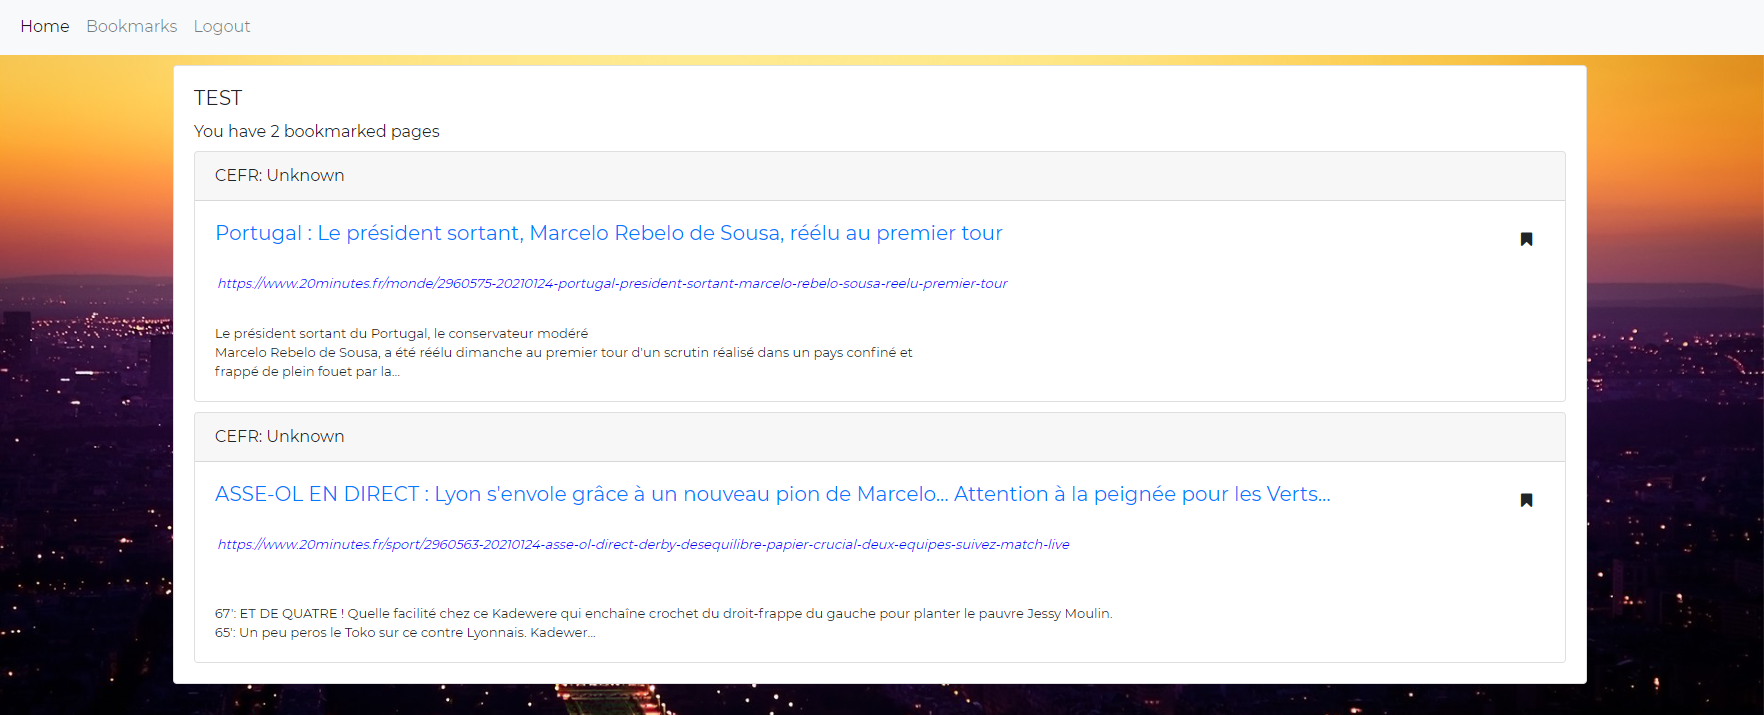 Home Bookmarks Logout
TEST
You have 2 bookmarked pages
CEFR: Unknown
Portugal : Le président sortant, Marcelo Rebelo de Sousa, réélu au premier tour
https://www.20minutes.fr/monde/2960575-20210124-portugal-president-sortant-marcelo-rebelo-sousa-reelu-premier-tour
Le président sortant du Portugal, le conservateur modéré
Marcelo Rebelo de Sousa, a été réélu dimanche au premier tour d'un scrutin réalisé dans un pays confiné et
frappé de plein fouet par la...
CEFR: Unknown
ASSE-OL EN DIRECT : Lyon s'envole grâce à un nouveau pion de Marcelo... Attention à la peignée pour les Verts...
https://www.20minutes.fr/sport/2960563-20210124-asse-ol-direct-derby-desequilibre-papier-crucial-deux-equipes-suivez-match-live
67': ET DE QUATRE ! Quelle facilité chez ce Kadewere qui enchaîne crochet du droit-frappe du gauche pour planter le pauvre Jessy Moulin.
65': Un peu peros le Toko sur ce contre Lyonnais. Kadewer...